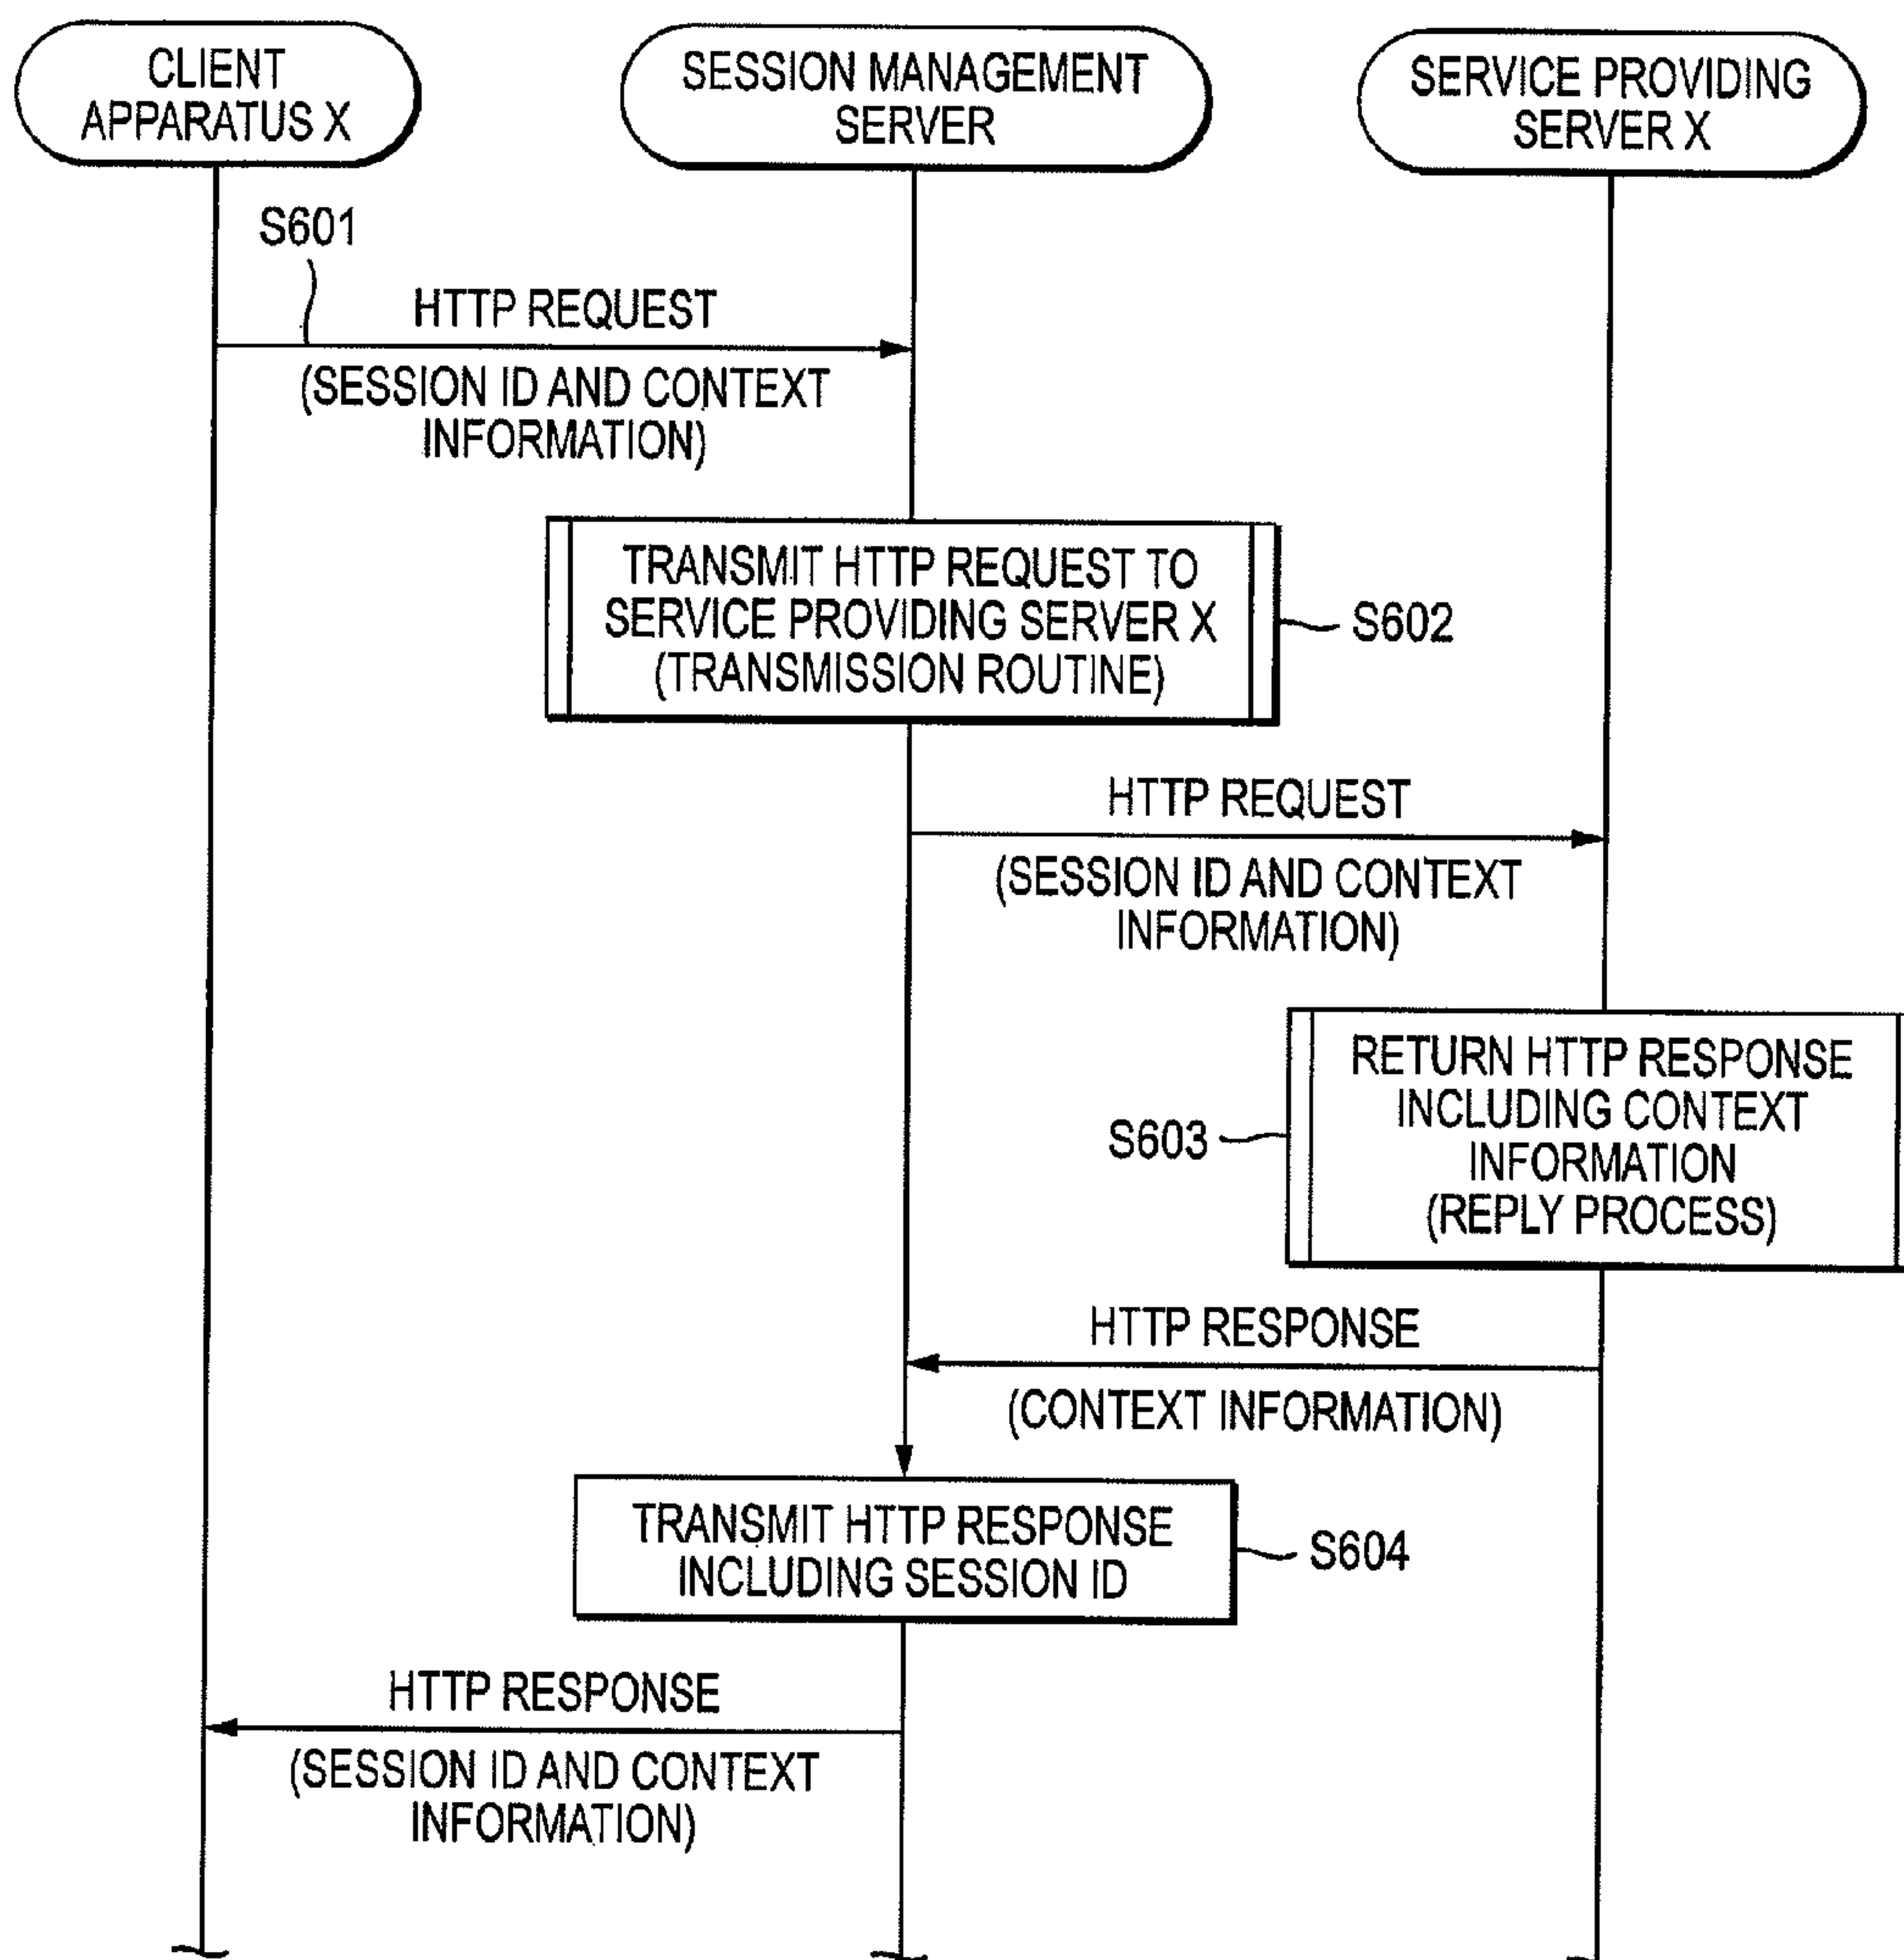 CLIENT
APPARATUS X
SESSION MANAGEMENT
SERVER
SERVICE PROVIDING
SERVER X
S601
HTTP REQUEST
(SESSION ID AND CONTEXT
INFORMATION)
TRANSMIT HTTP REQUEST TO
SERVICE PROVIDING SERVER X
(TRANSMISSION ROUTINE)
S602
HTTP REQUEST
(SESSION ID AND CONTEXT
INFORMATION)
RETURN HTTP RESPONSE
INCLUDING CONTEXT
INFORMATION
(REPLY PROCESS)
S603
HTTP RESPONSE
(CONTEXT INFORMATION)
TRANSMIT HTTP RESPONSE
INCLUDING SESSION ID
S604
HTTP RESPONSE
(SESSION ID AND CONTEXT
INFORMATION)